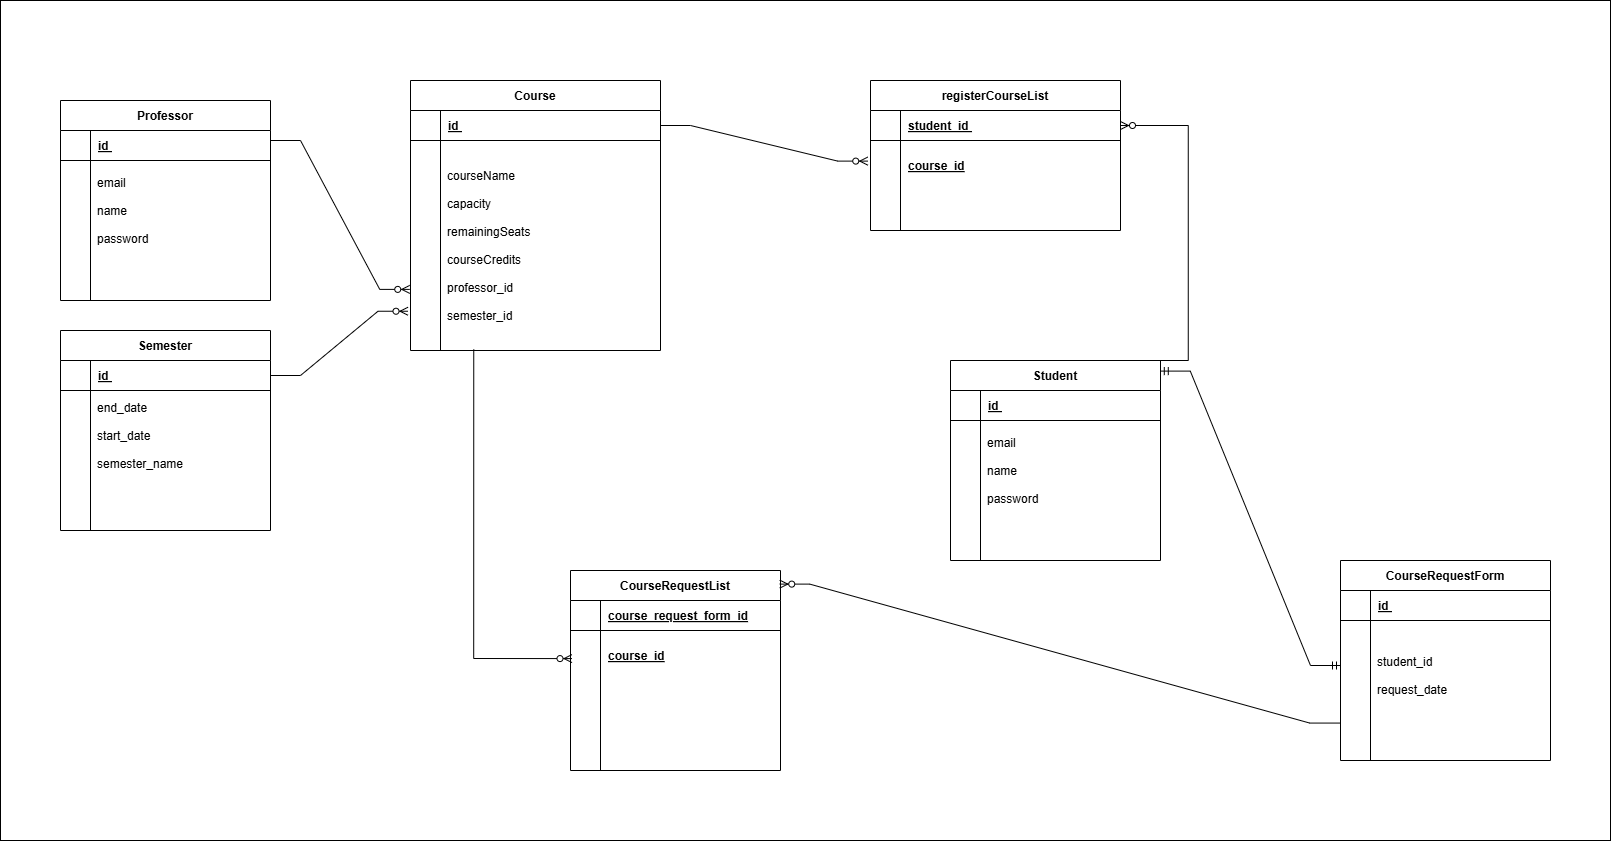 Professor
id
email
name
password
Semester
id
end_date
start_date
semester_name
Course
id
courseName
capacity
remainingSeats
courseCredits
professor_id
semester_id
registerCourseList
student_id
course_id
Student
id
email
name
password
CourseRequestList
course_request_form_id
course_id
CourseRequestForm
id
student_id
request_date